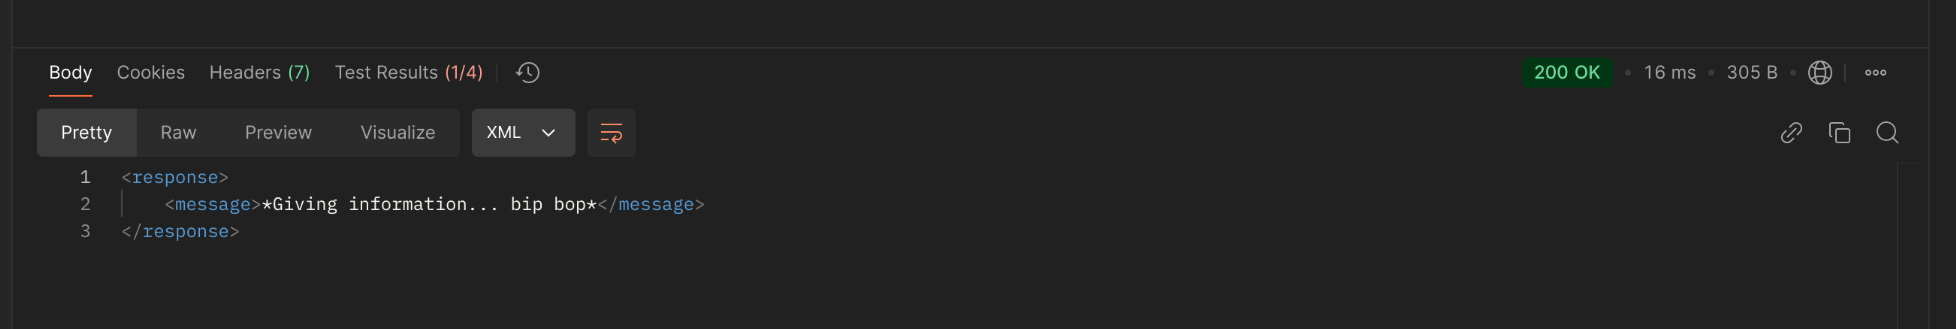 Body Cookies Headers (7) Test Results (1/4) 200 OK • 16 ms • 305 B •
Pretty Raw Preview Visualize XML
1 <response>
2 <message>*Giving information... bip bop*</message>
3 </response>